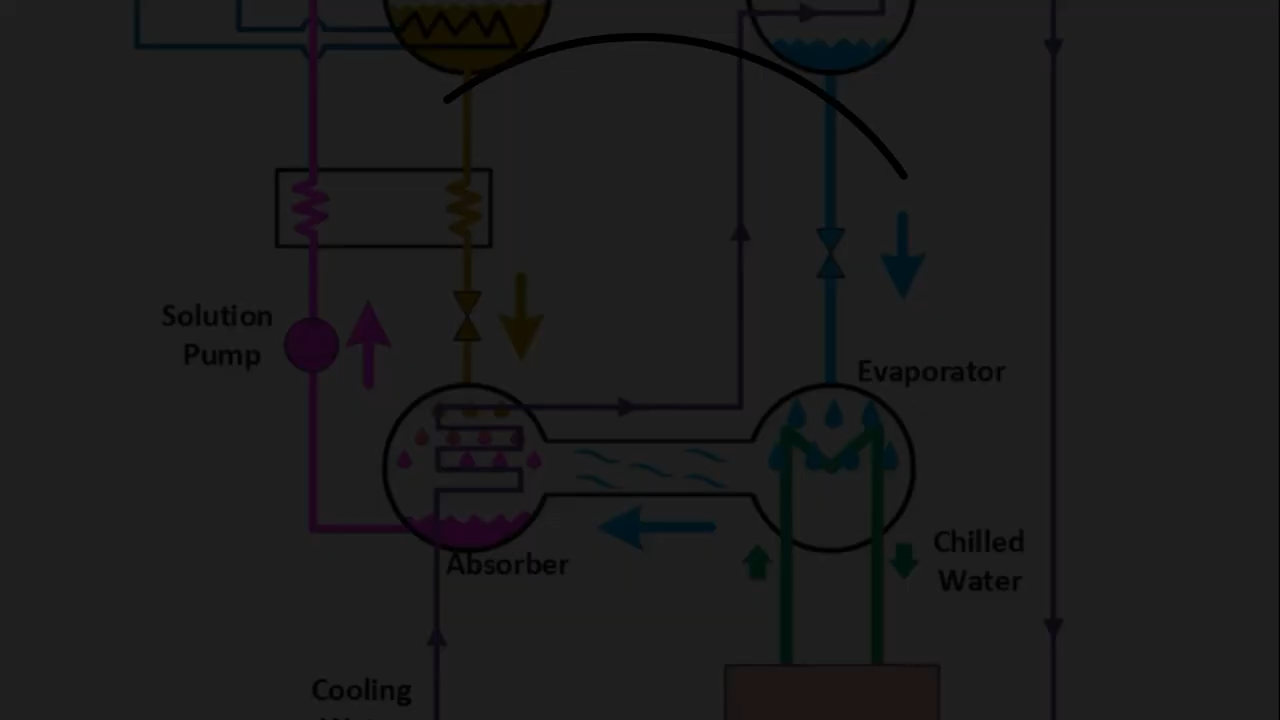 Solution
Pump
Evaporator
Absorber
Chilled
Water
Cooling